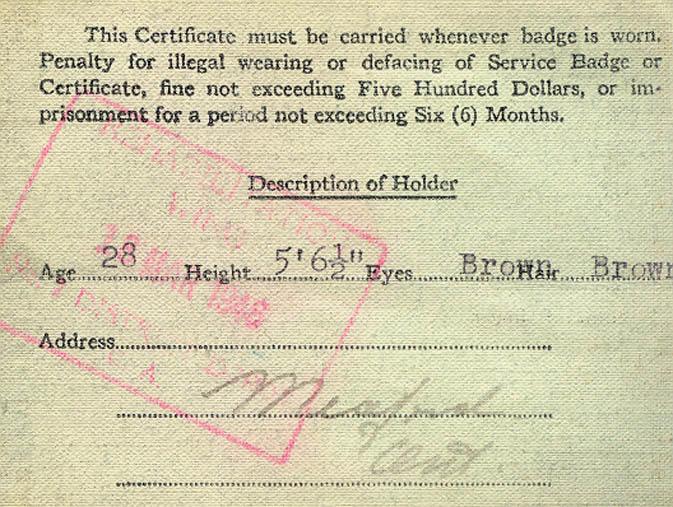 This Certificate must be carried whenever badge is worn.
Penalty for illegal wearing or defacing of Service Badge or
Certificate, fine not exceeding Five Hundred Dollars, or im-
prisonment for a period not exceeding Six (6) Months.
Description of Holder
Age 28 Height 5'6½" Eyes Brown Hair Brown
Address
Meaford
Ont.
REHABILITATION
MAR